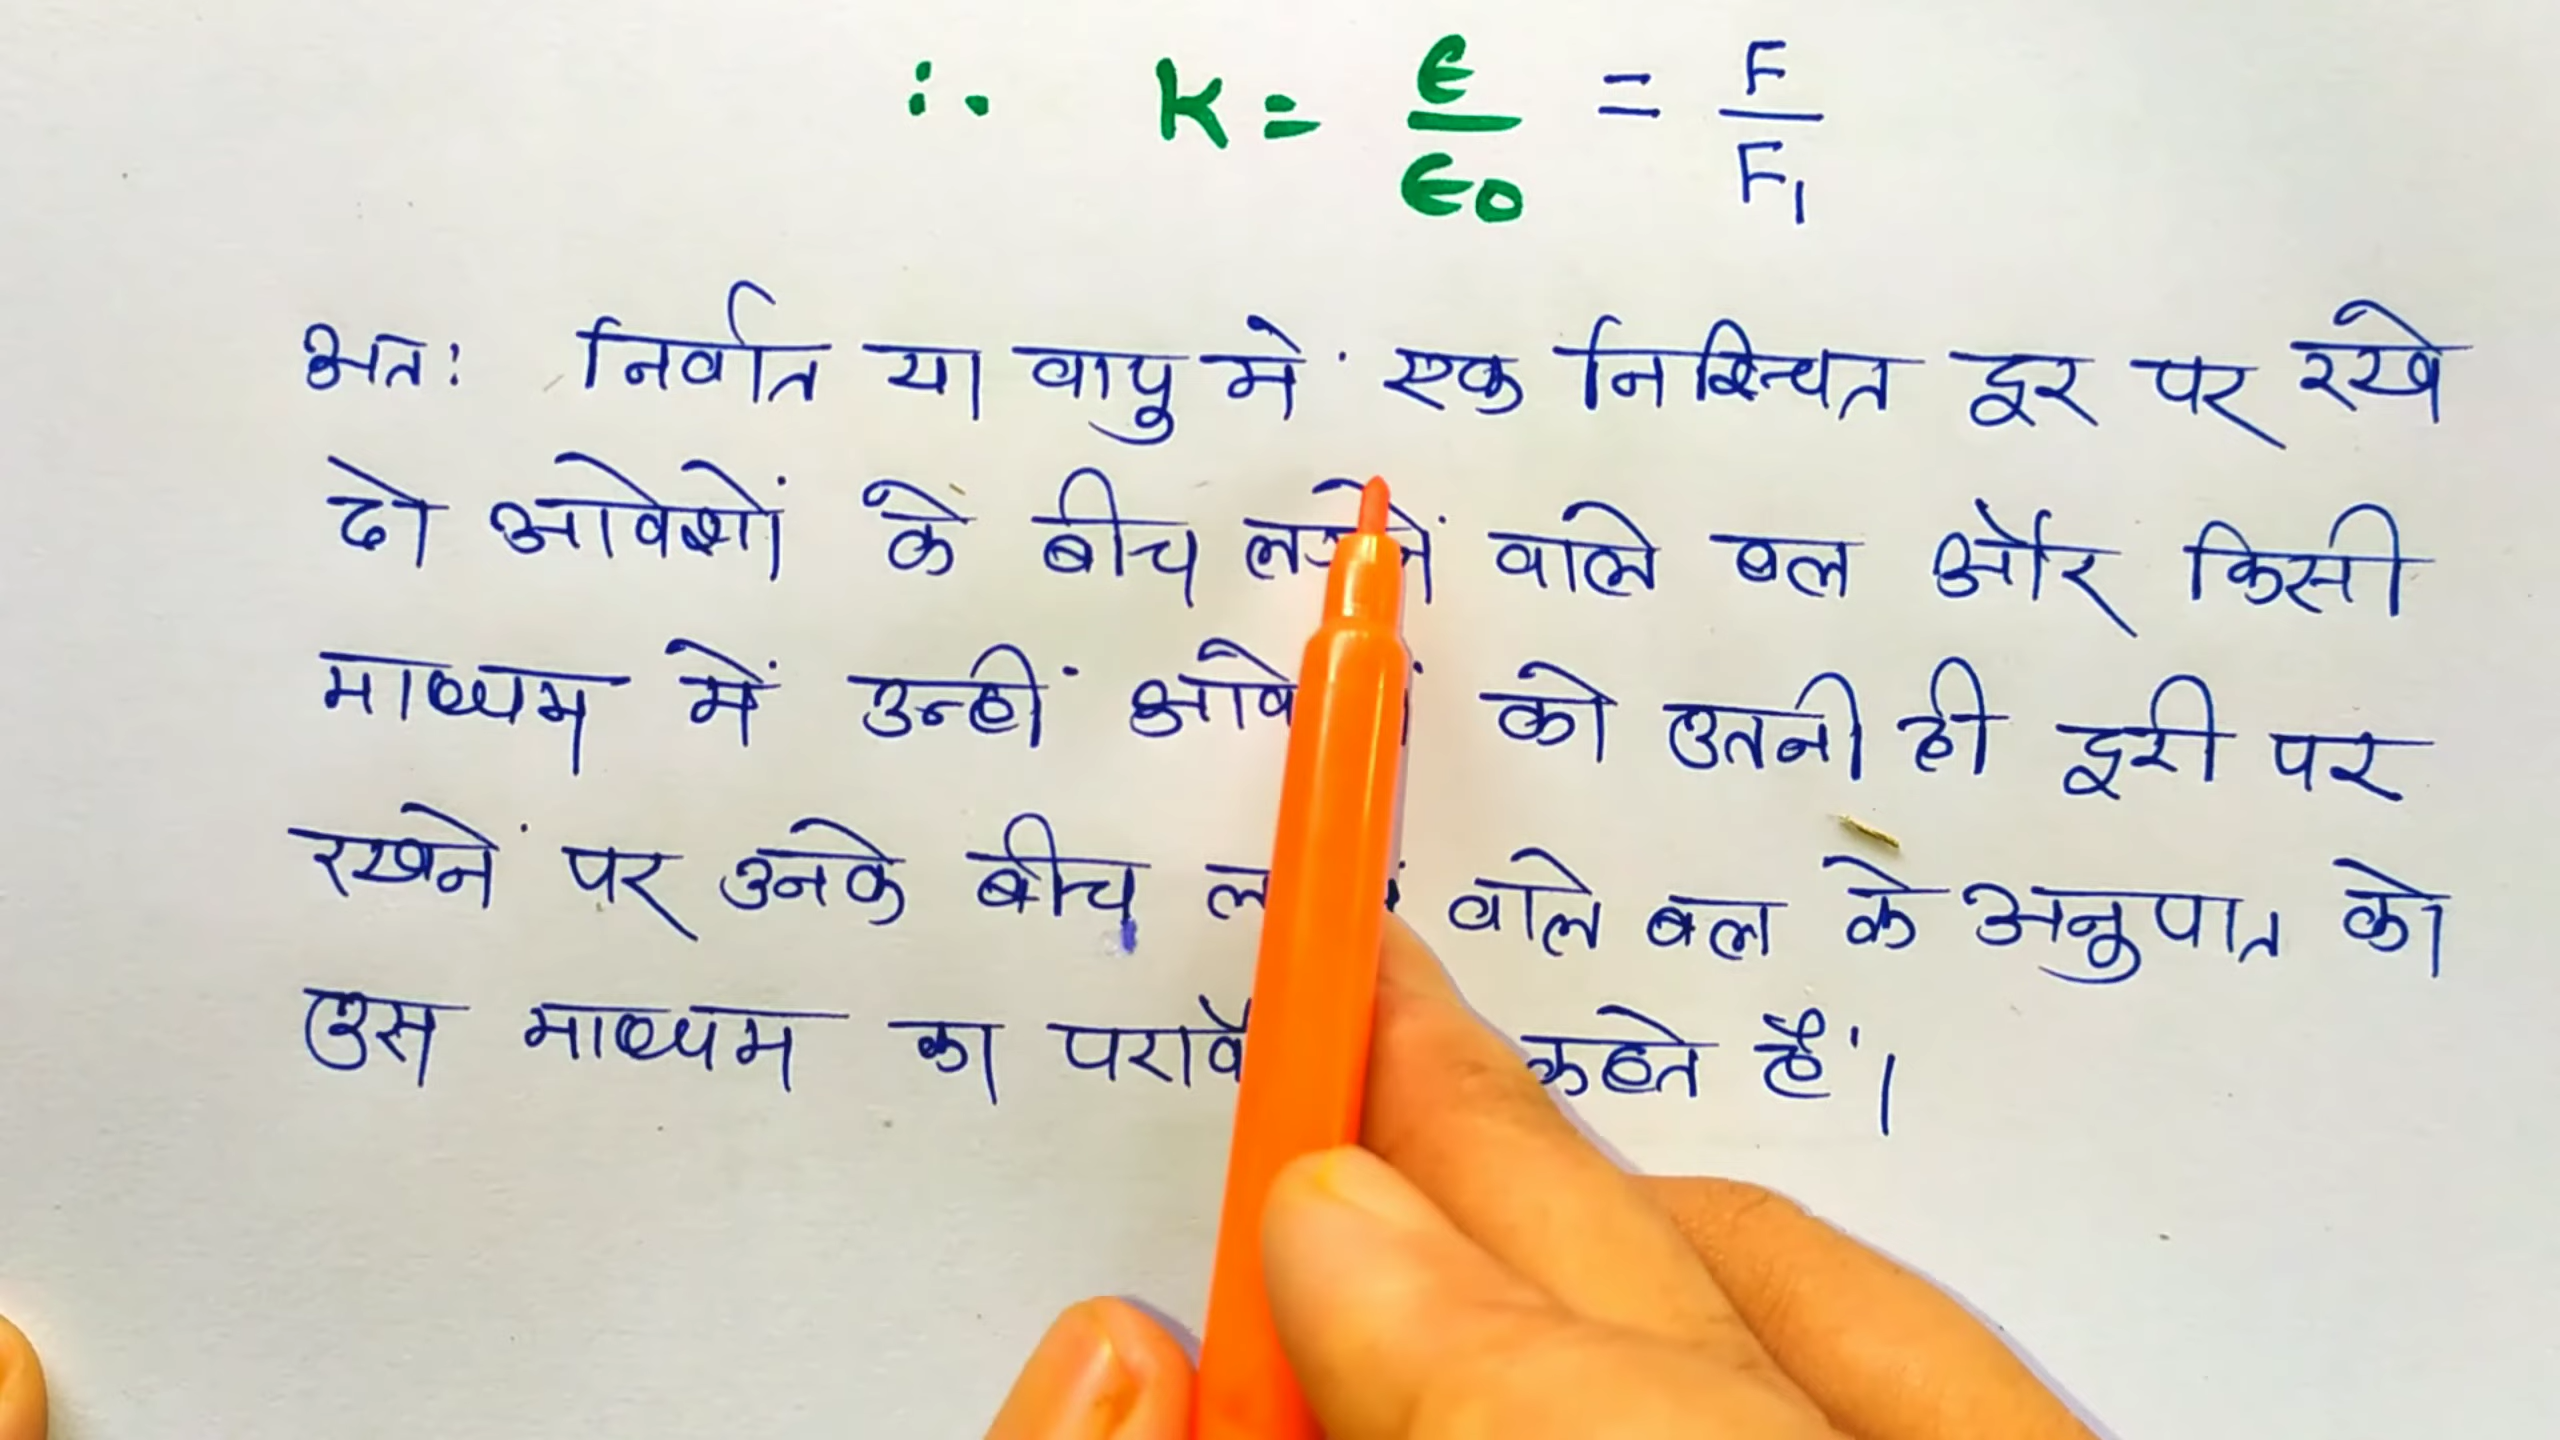 ∴ K = ϵ/ϵ0 = F/F1
अतः निर्वात या वायु में एक निश्चित दूर पर रखे
दो आवेशों के बीच वाले बल और किसी
माध्यम में उन्हीं को उतनी ही दूरी पर
रखनें पर उनके बीच वाले बल के अनुपात को
उस माध्यम का कहते हैं।